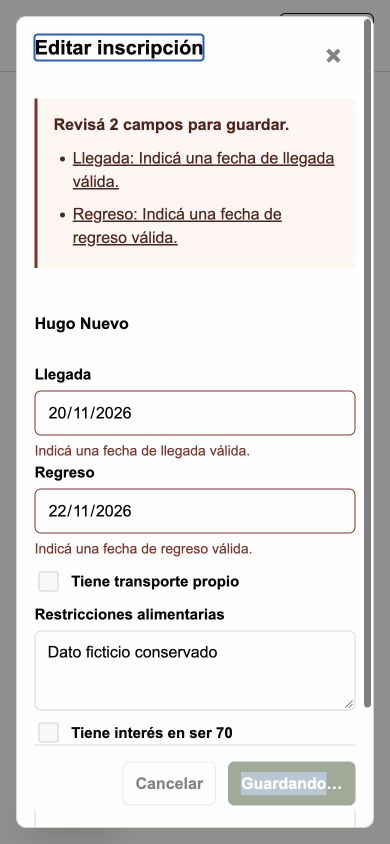 Editar inscripción
×
Revisá 2 campos para guardar.
• Llegada: Indicá una fecha de llegada
válida.
• Regreso: Indicá una fecha de
regreso válida.
Hugo Nuevo
Llegada
20/11/2026
Indicá una fecha de llegada válida.
Regreso
22/11/2026
Indicá una fecha de regreso válida.
Tiene transporte propio
Restricciones alimentarias
Dato ficticio conservado
Tiene interés en ser 70
Cancelar
Guardando…